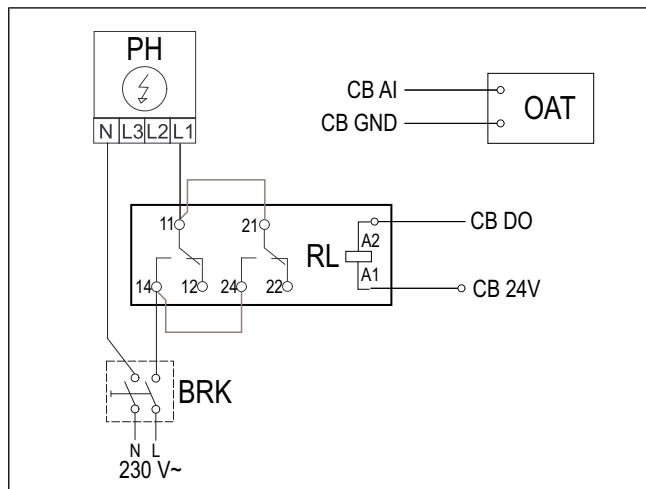 PH
N L3 L2 L1
CB AI
CB GND
OAT
11 21
RL
A2
A1
CB DO
CB 24V
14 12 24 22
BRK
N L
230 V~